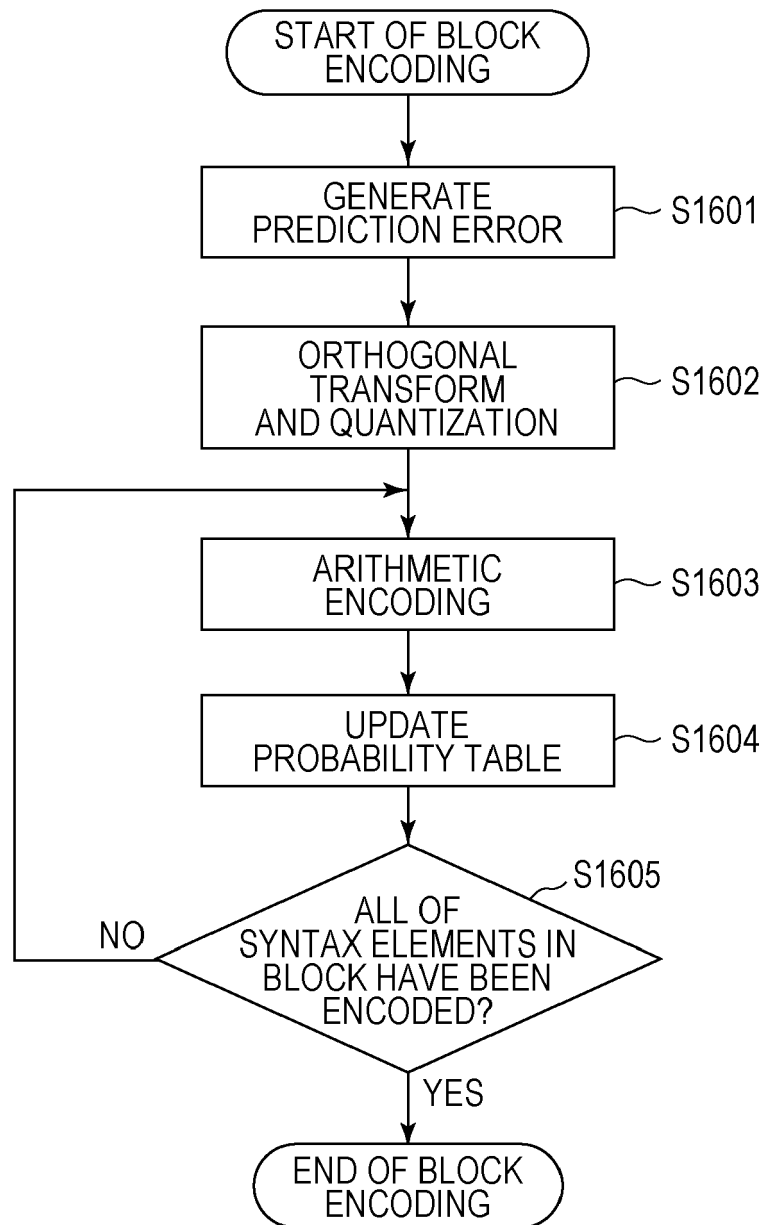 START OF BLOCK
ENCODING
GENERATE
PREDICTION ERROR
S1601
ORTHOGONAL
TRANSFORM
AND QUANTIZATION
S1602
ARITHMETIC
ENCODING
S1603
UPDATE
PROBABILITY TABLE
S1604
S1605
ALL OF
SYNTAX ELEMENTS IN
BLOCK HAVE BEEN
ENCODED?
NO
YES
END OF BLOCK
ENCODING